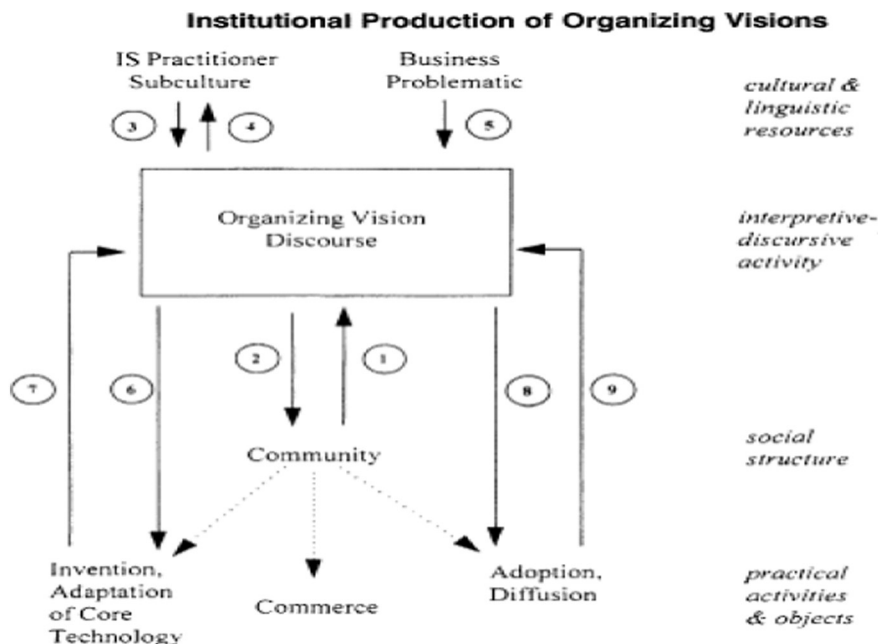 Institutional Production of Organizing Visions
IS Practitioner
Subculture
Business
Problematic
cultural &
linguistic
resources
3
4
5
Organizing Vision
Discourse
interpretive-
discursive
activity
7
6
2
1
8
9
Community
social
structure
Invention,
Adaptation
of Core
Technology
Commerce
Adoption,
Diffusion
practical
activities
& objects